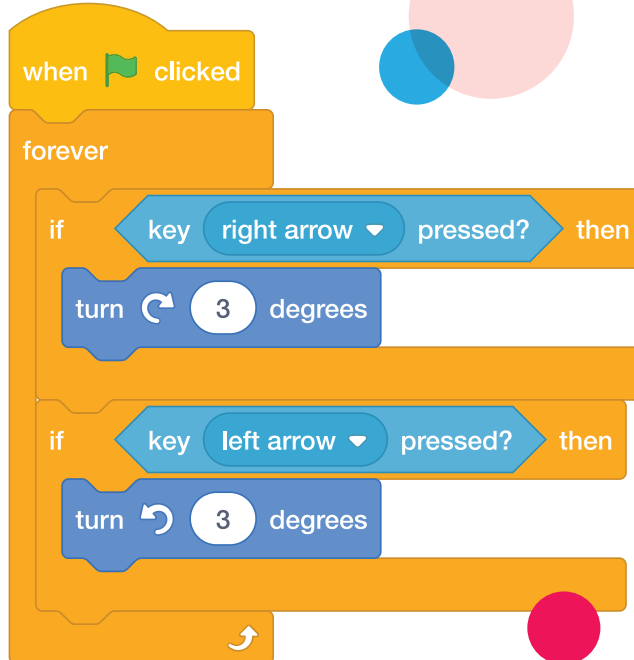 when clicked
forever
if key right arrow pressed? then
turn 3 degrees
if key left arrow pressed? then
turn 3 degrees